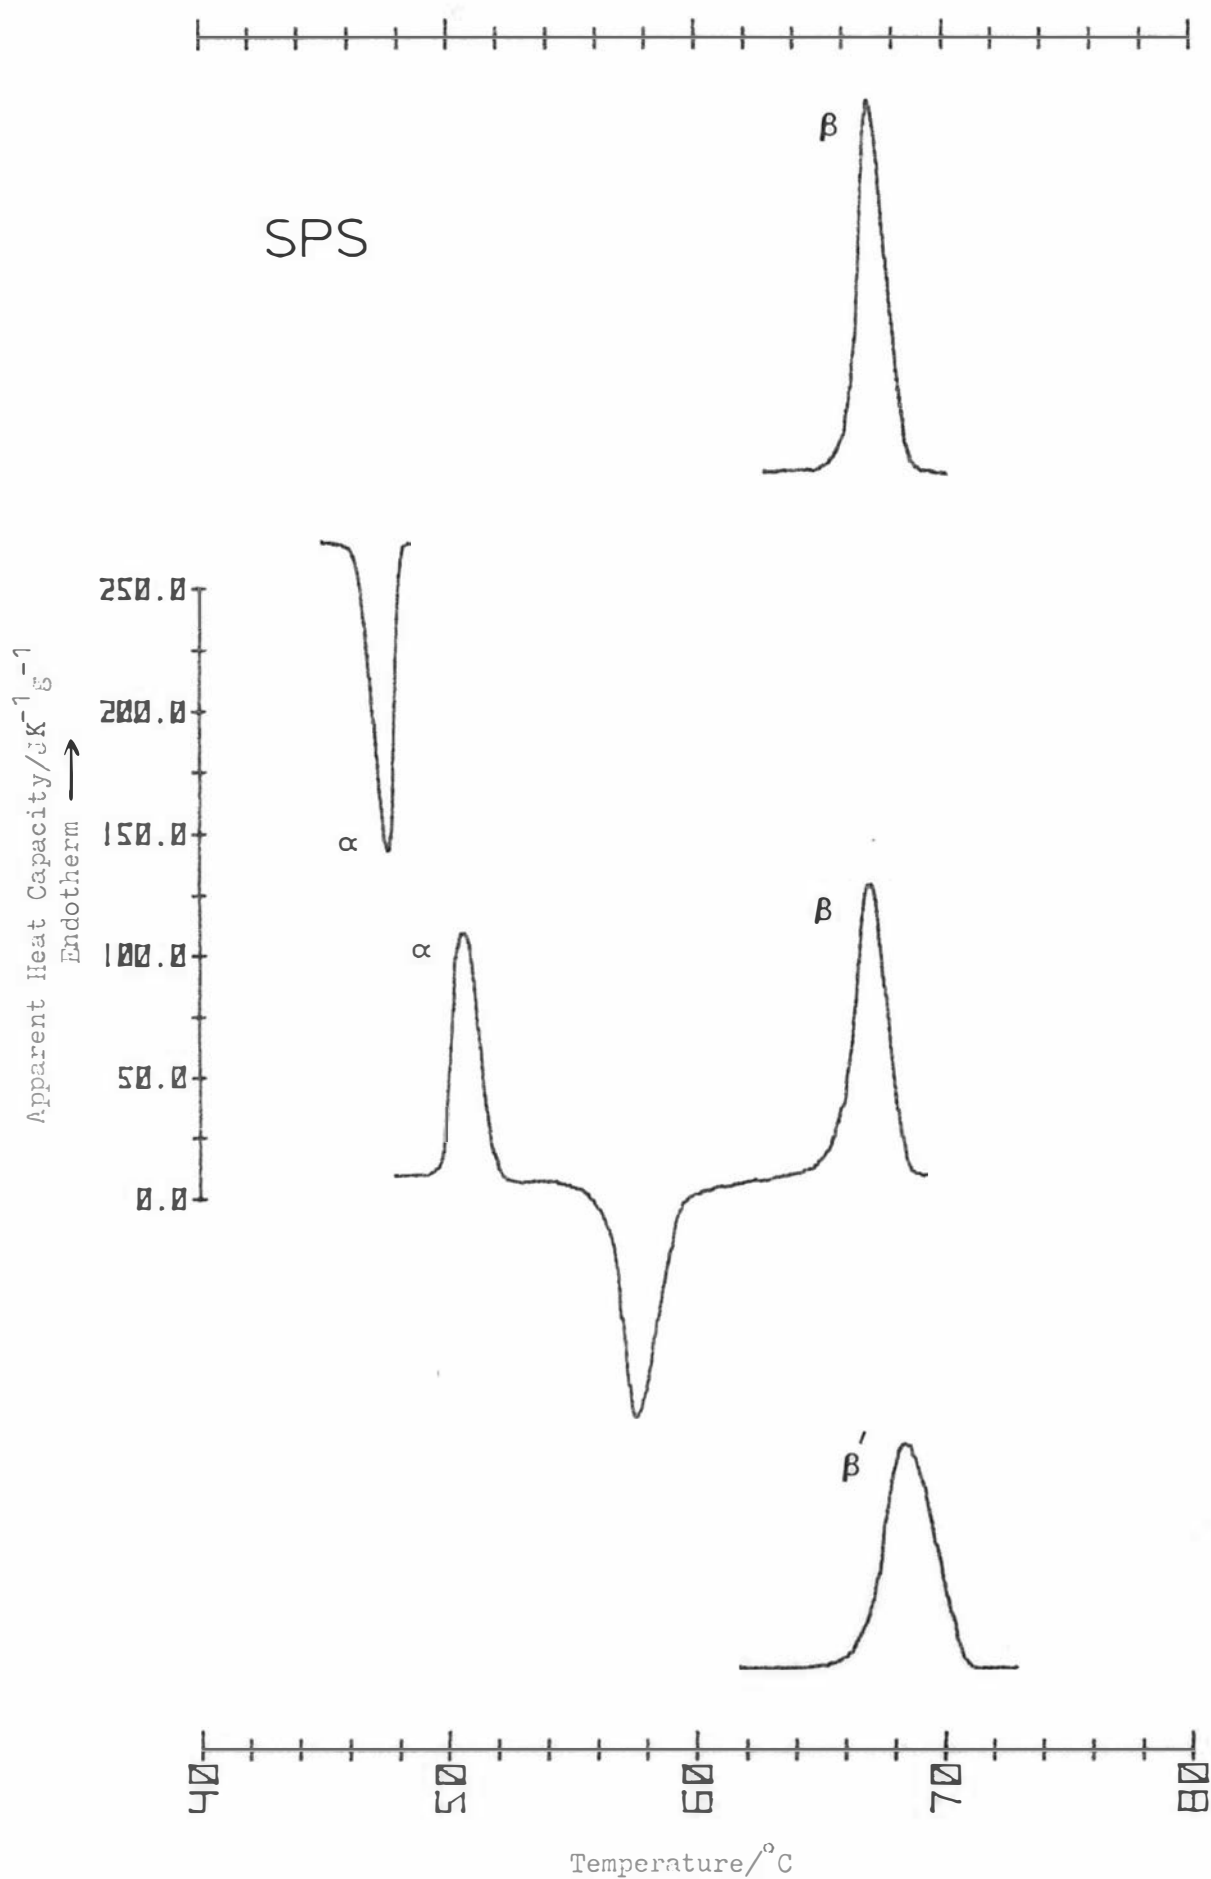 β
SPS
250.0
200.0
150.0
100.0
50.0
0.0
Apparent Heat Capacity/JK⁻¹g⁻¹
Endotherm →
α
α
β
β′
40
50
60
70
80
Temperature/°C